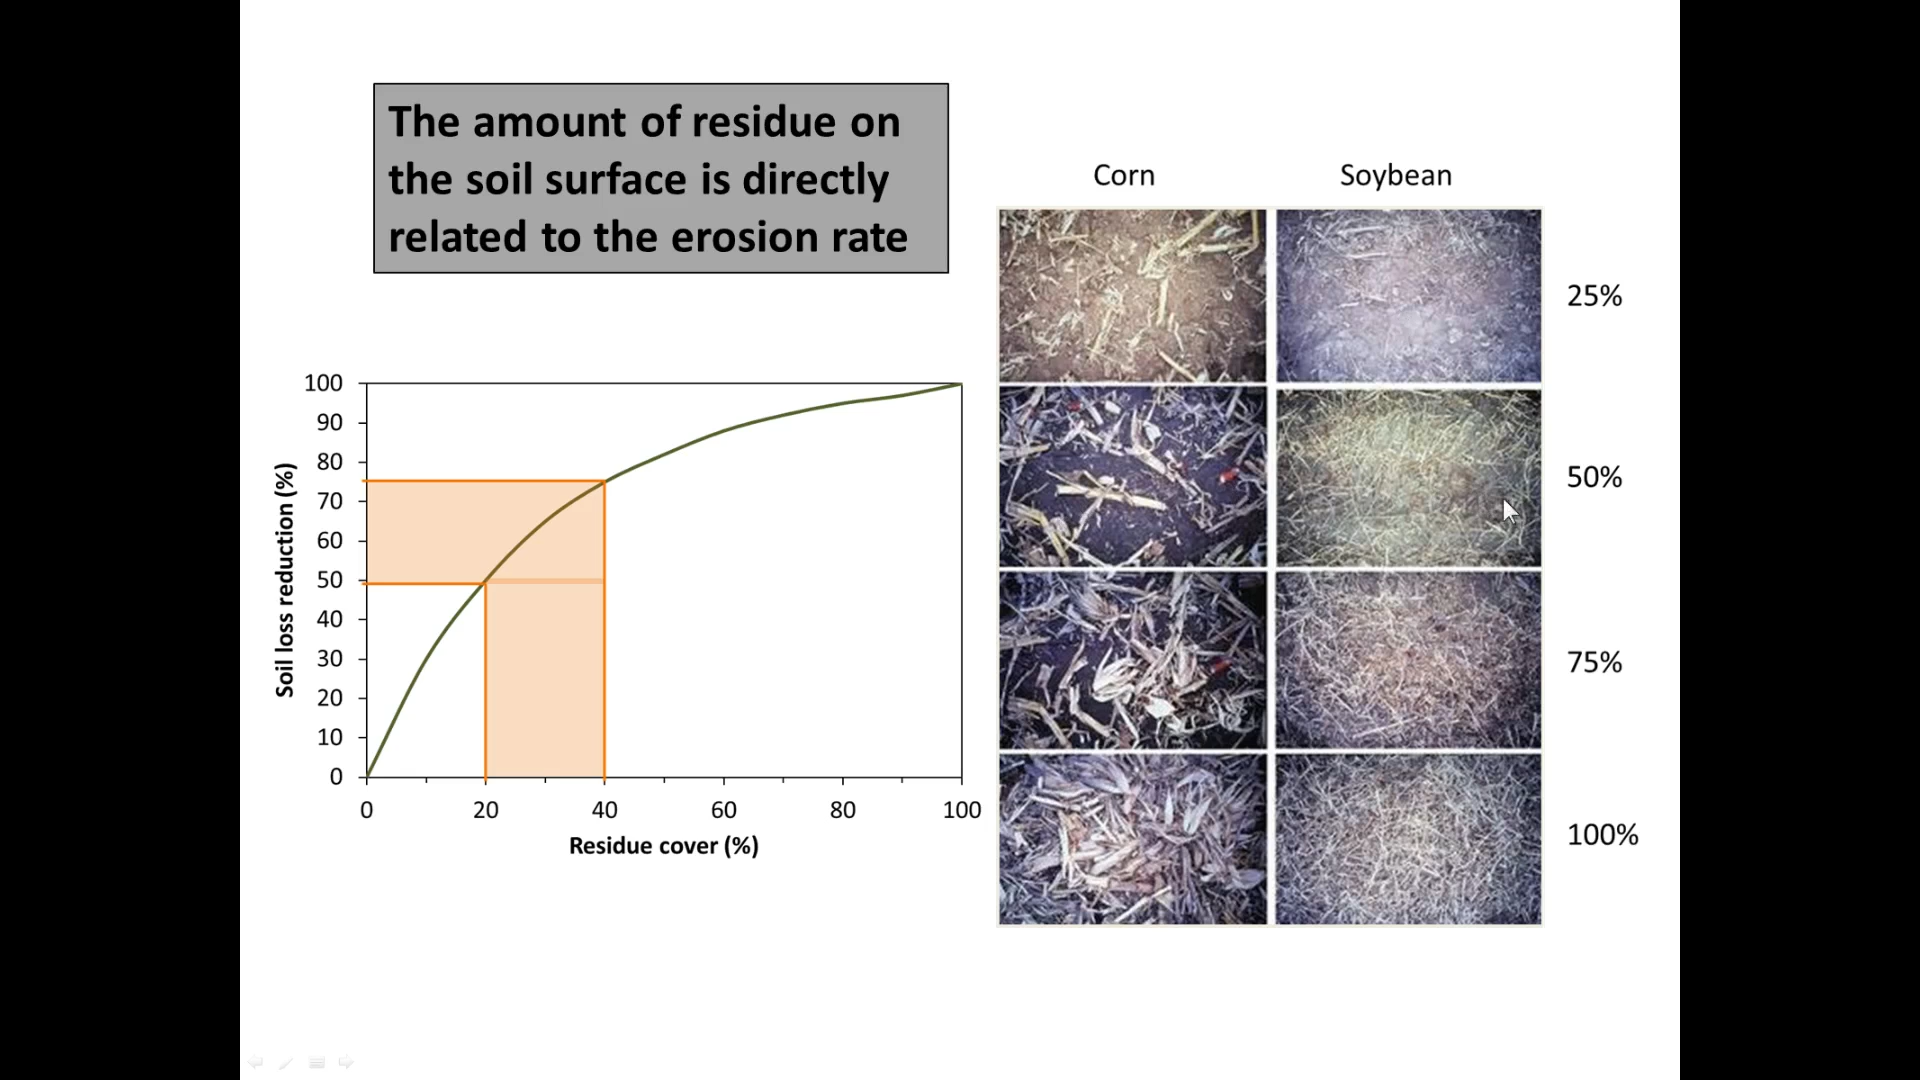 The amount of residue on
the soil surface is directly
related to the erosion rate
Corn Soybean
25%
50%
75%
100%
Soil loss reduction (%)
100
90
80
70
60
50
40
30
20
10
0
0 20 40 60 80 100
Residue cover (%)